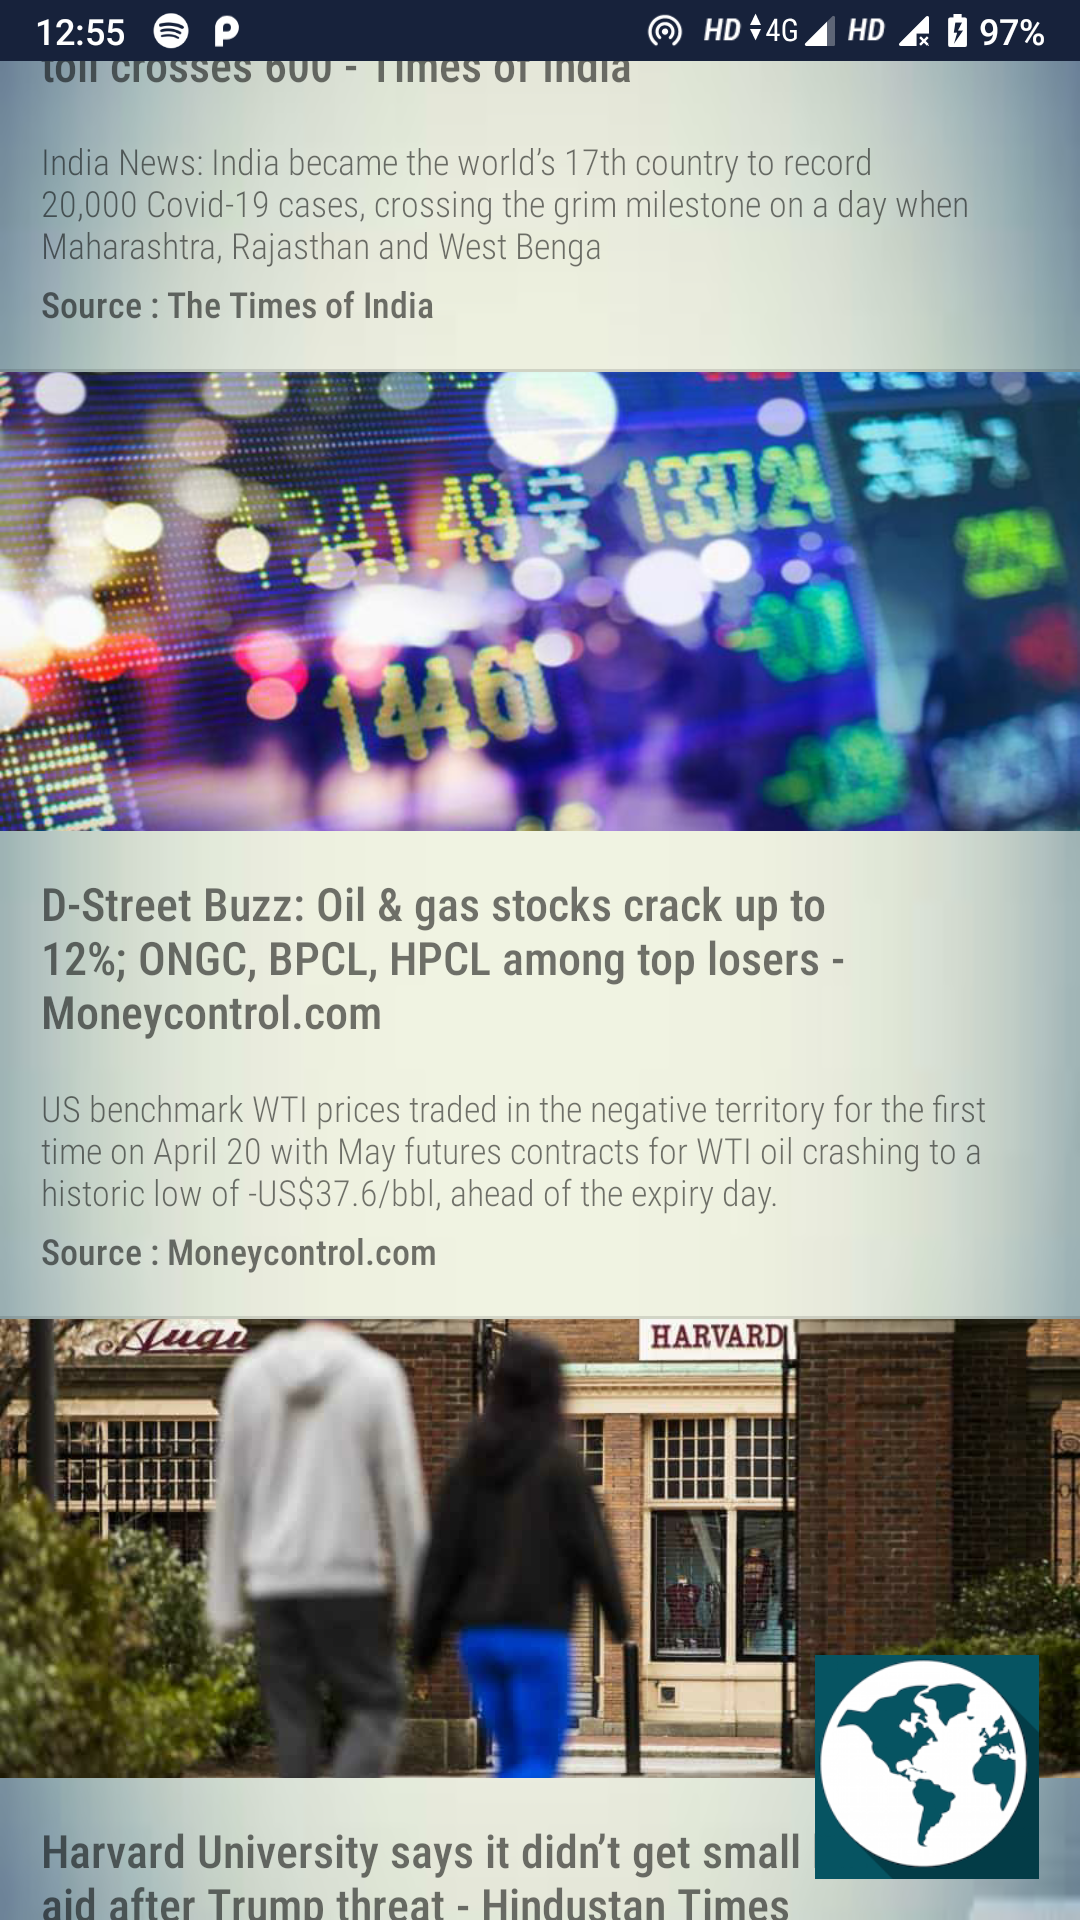 12:55 HD 4G HD 97%
toll crosses 600 - Times of India
India News: India became the world’s 17th country to record
20,000 Covid-19 cases, crossing the grim milestone on a day when
Maharashtra, Rajasthan and West Benga
Source : The Times of India
1341.49 安 133724
144.61
D-Street Buzz: Oil & gas stocks crack up to
12%; ONGC, BPCL, HPCL among top losers -
Moneycontrol.com
US benchmark WTI prices traded in the negative territory for the first
time on April 20 with May futures contracts for WTI oil crashing to a
historic low of -US$37.6/bbl, ahead of the expiry day.
Source : Moneycontrol.com
HARVARD
Harvard University says it didn’t get small
aid after Trump threat - Hindustan Times